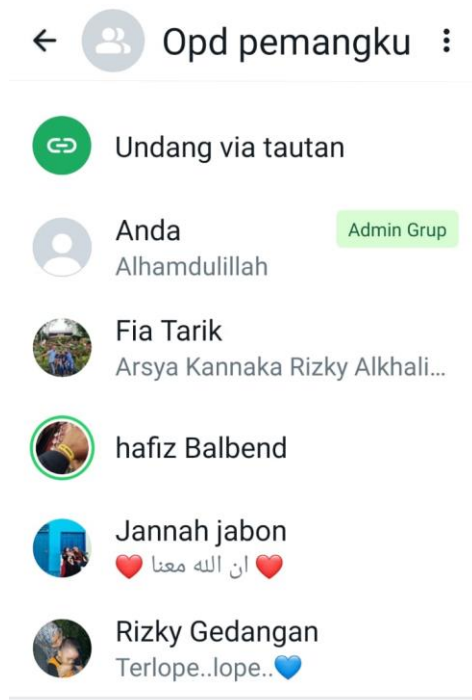 Opd pemangku
Undang via tautan
Anda
Admin Grup
Alhamdulillah
Fia Tarik
Arsya Kannaka Rizky Alkhali...
hafiz Balbend
Jannah jabon
❤️ ان الله معنا ❤️
Rizky Gedangan
Terlope..lope..💙